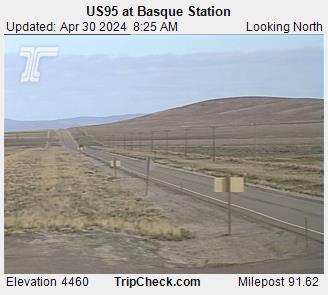 US95 at Basque Station
Updated: Apr 30 2024 8:25 AM Looking North
Elevation 4460 TripCheck.com Milepost 91.62